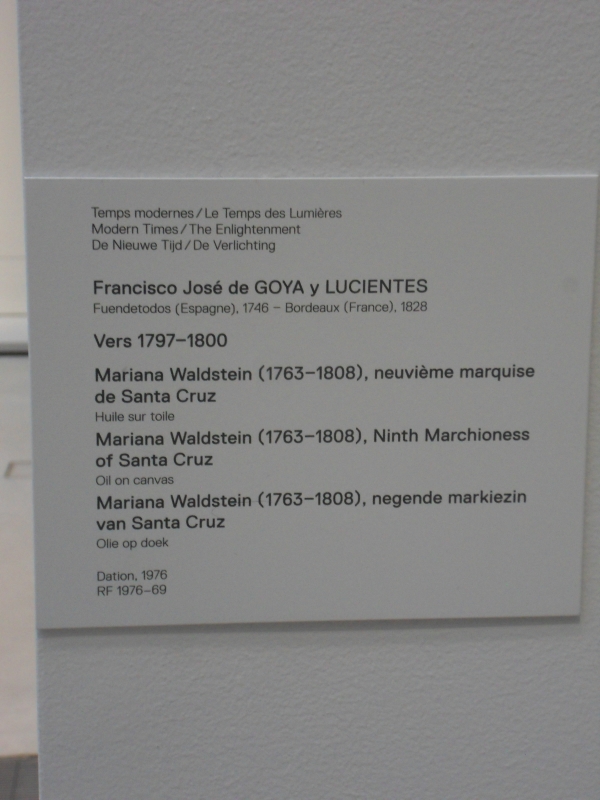 Temps modernes / Le Temps des Lumières
Modern Times / The Enlightenment
De Nieuwe Tijd / De Verlichting
Francisco José de GOYA y LUCIENTES
Fuendetodos (Espagne), 1746 – Bordeaux (France), 1828
Vers 1797–1800
Mariana Waldstein (1763–1808), neuvième marquise
de Santa Cruz
Huile sur toile
Mariana Waldstein (1763–1808), Ninth Marchioness
of Santa Cruz
Oil on canvas
Mariana Waldstein (1763–1808), negende markiezin
van Santa Cruz
Olie op doek
Dation, 1976
RF 1976–69